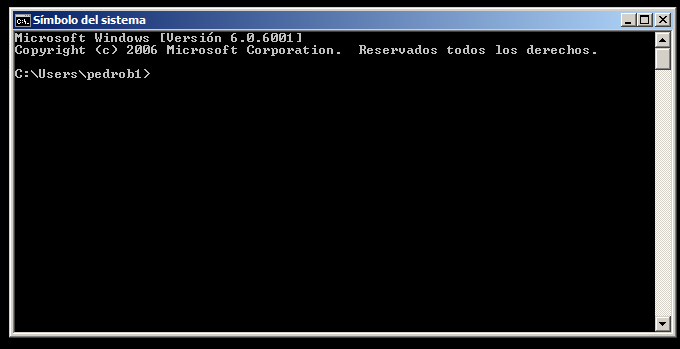 Símbolo del sistema
Microsoft Windows [Versión 6.0.6001]
Copyright (c) 2006 Microsoft Corporation.  Reservados todos los derechos.
C:\Users\pedrob1>